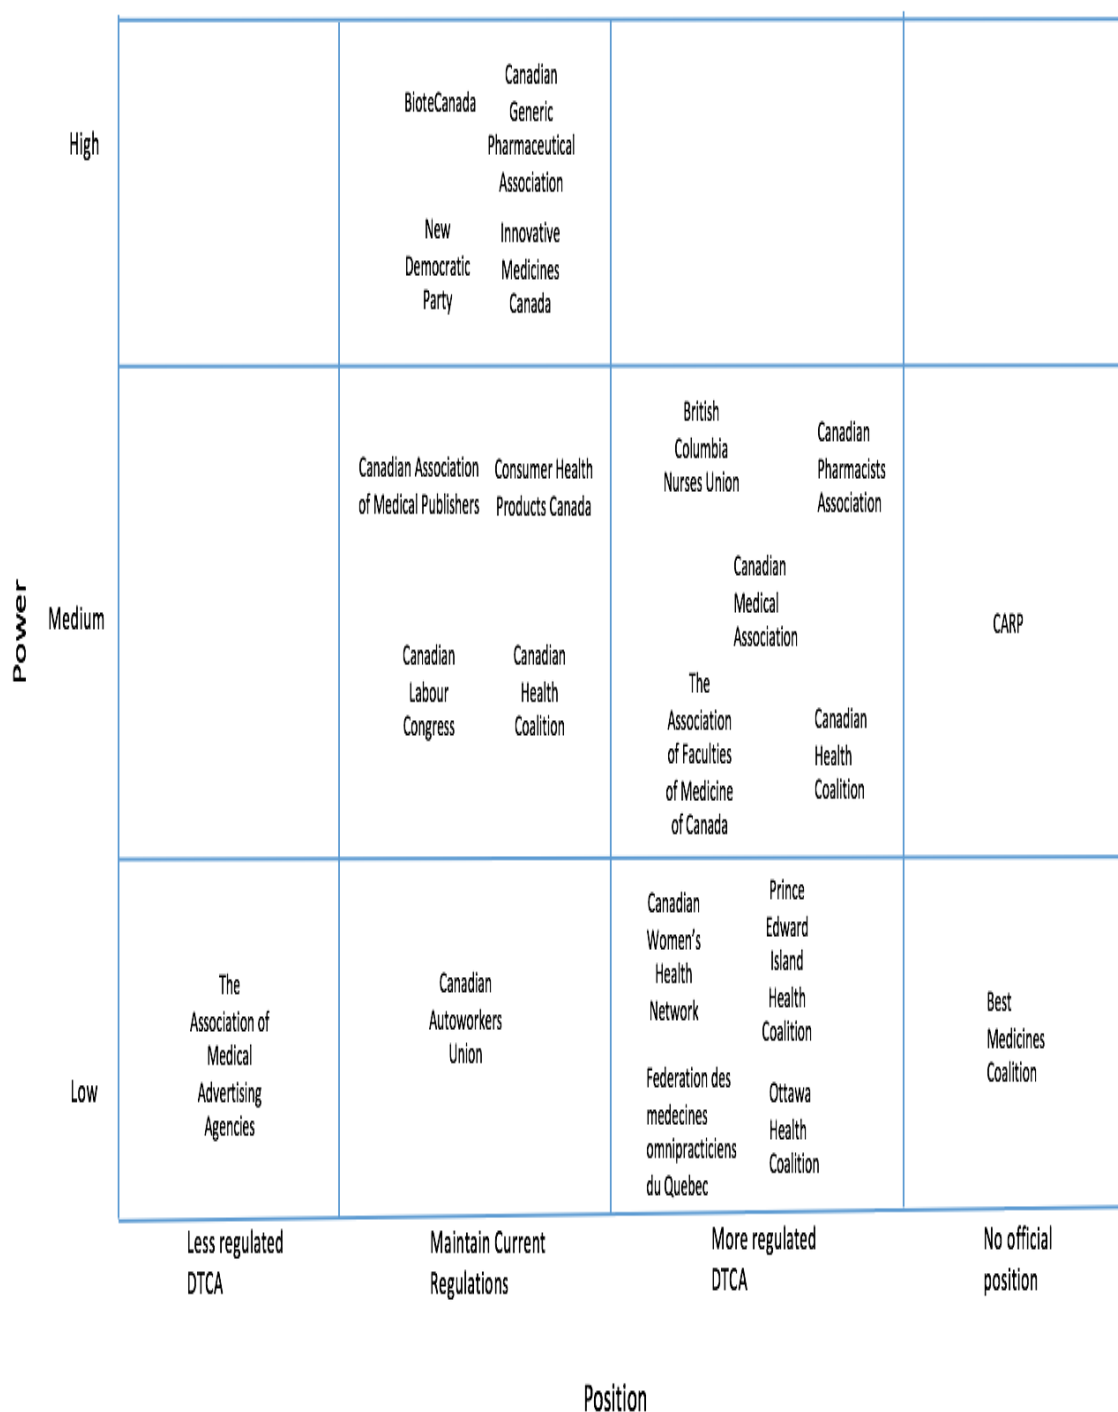 Power
High
BioteCanada
Canadian
Generic
Pharmaceutical
Association
New
Democratic
Party
Innovative
Medicines
Canada
Medium
Canadian Association
of Medical Publishers
Consumer Health
Products Canada
Canadian
Labour
Congress
Canadian
Health
Coalition
British
Columbia
Nurses Union
Canadian
Pharmacists
Association
Canadian
Medical
Association
The
Association
of Faculties
of Medicine
of Canada
Canadian
Health
Coalition
CARP
Low
The
Association of
Medical
Advertising
Agencies
Canadian
Autoworkers
Union
Canadian
Women’s
Health
Network
Prince
Edward
Island
Health
Coalition
Federation des
medecines
omnipracticiens
du Quebec
Ottawa
Health
Coalition
Best
Medicines
Coalition
Less regulated
DTCA
Maintain Current
Regulations
More regulated
DTCA
No official
position
Position